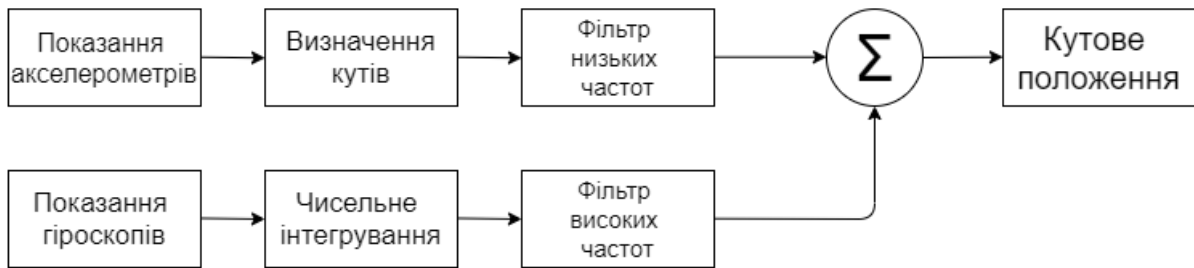 Показання
акселерометрів
Визначення
кутів
Фільтр
низьких
частот
Σ
Кутове
положення
Показання
гіроскопів
Чисельне
інтегрування
Фільтр
високих
частот